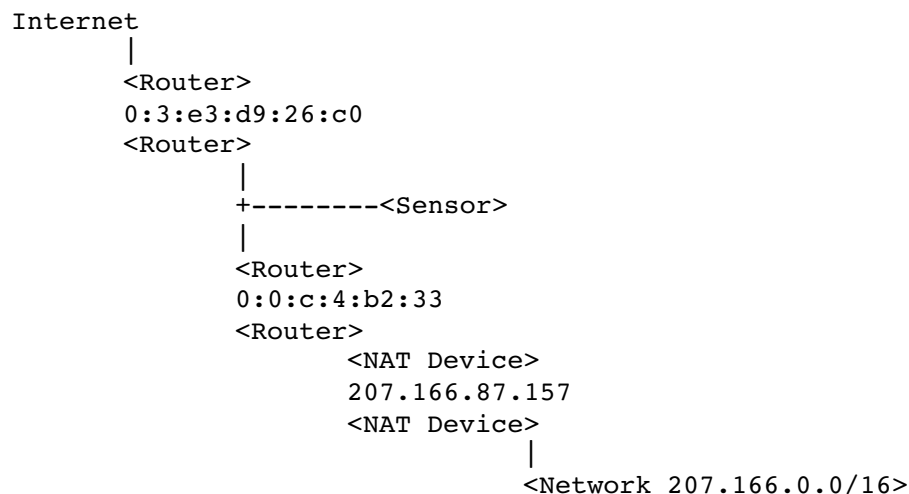 Internet
|
<Router>
0:3:e3:d9:26:c0
<Router>
|
+--------<Sensor>
|
<Router>
0:0:c:4:b2:33
<Router>
<NAT Device>
207.166.87.157
<NAT Device>
|
<Network 207.166.0.0/16>